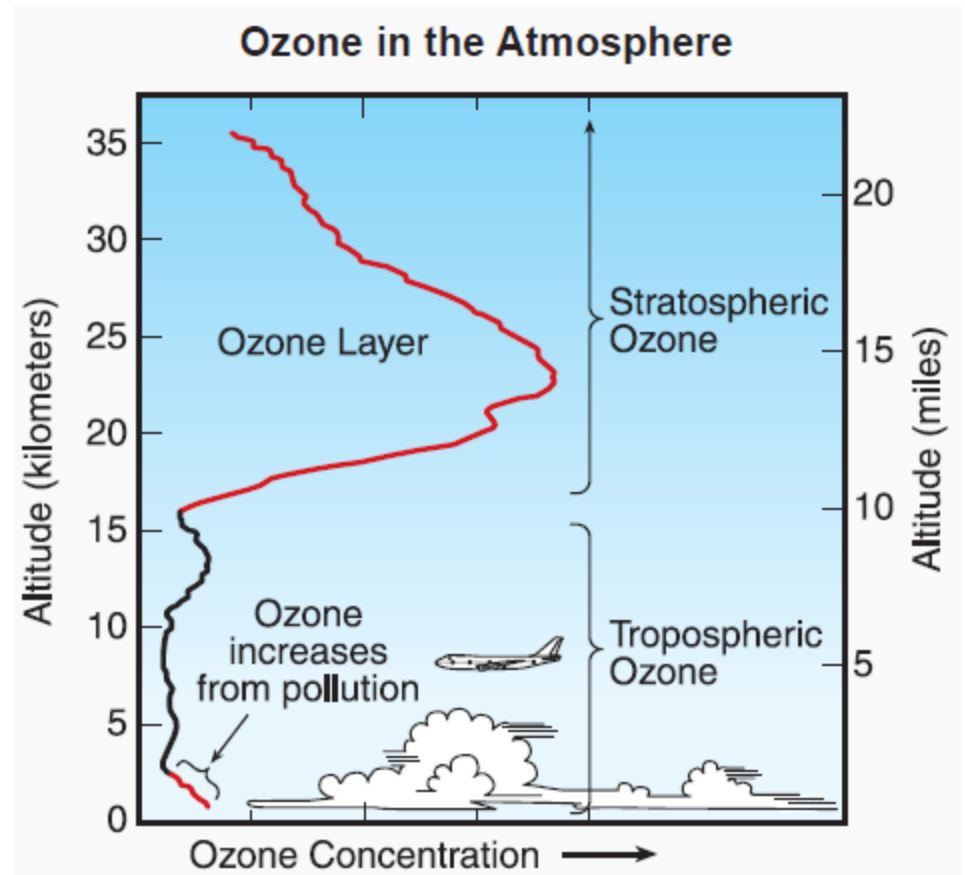 Ozone in the Atmosphere
Altitude (kilometers)
35
30
25
20
15
10
5
0
Ozone Layer
Ozone
increases
from pollution
Stratospheric
Ozone
Tropospheric
Ozone
20
15
10
5
Altitude (miles)
Ozone Concentration